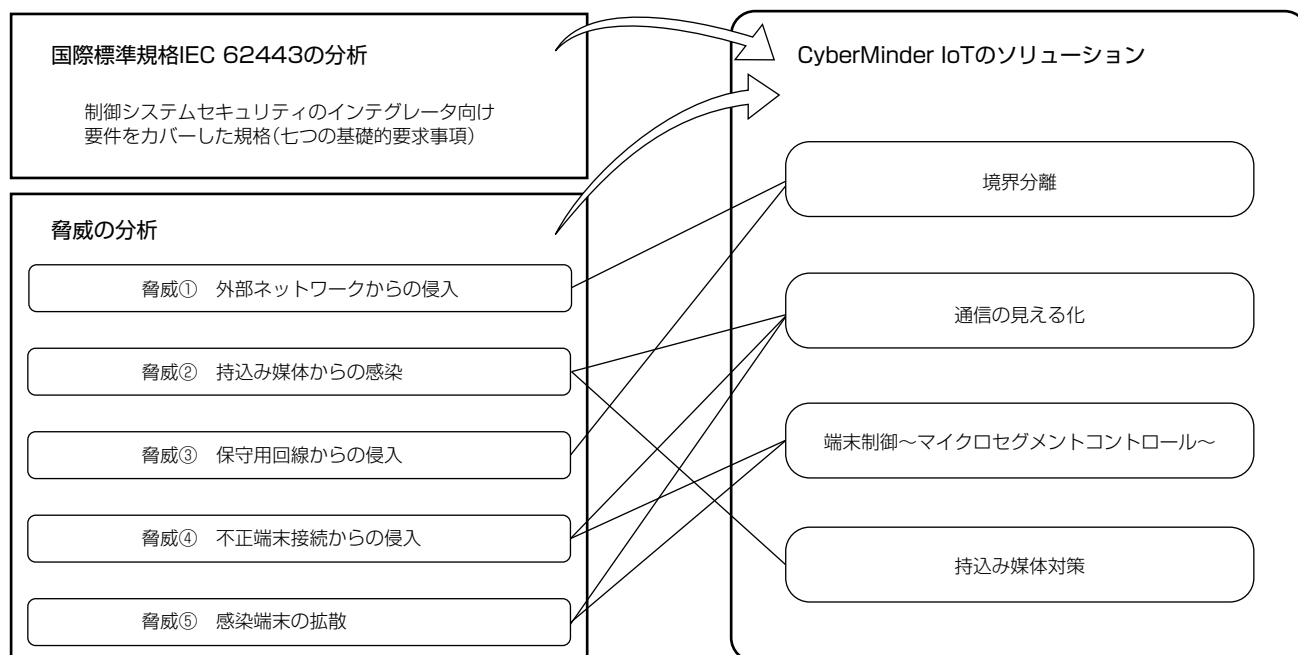 国際標準規格IEC 62443の分析
制御システムセキュリティのインテグレータ向け
要件をカバーした規格(七つの基礎的要求事項)
脅威の分析
脅威① 外部ネットワークからの侵入
脅威② 持込み媒体からの感染
脅威③ 保守用回線からの侵入
脅威④ 不正端末接続からの侵入
脅威⑤ 感染端末の拡散
CyberMinder IoTのソリューション
境界分離
通信の見える化
端末制御～マイクロセグメントコントロール～
持込み媒体対策